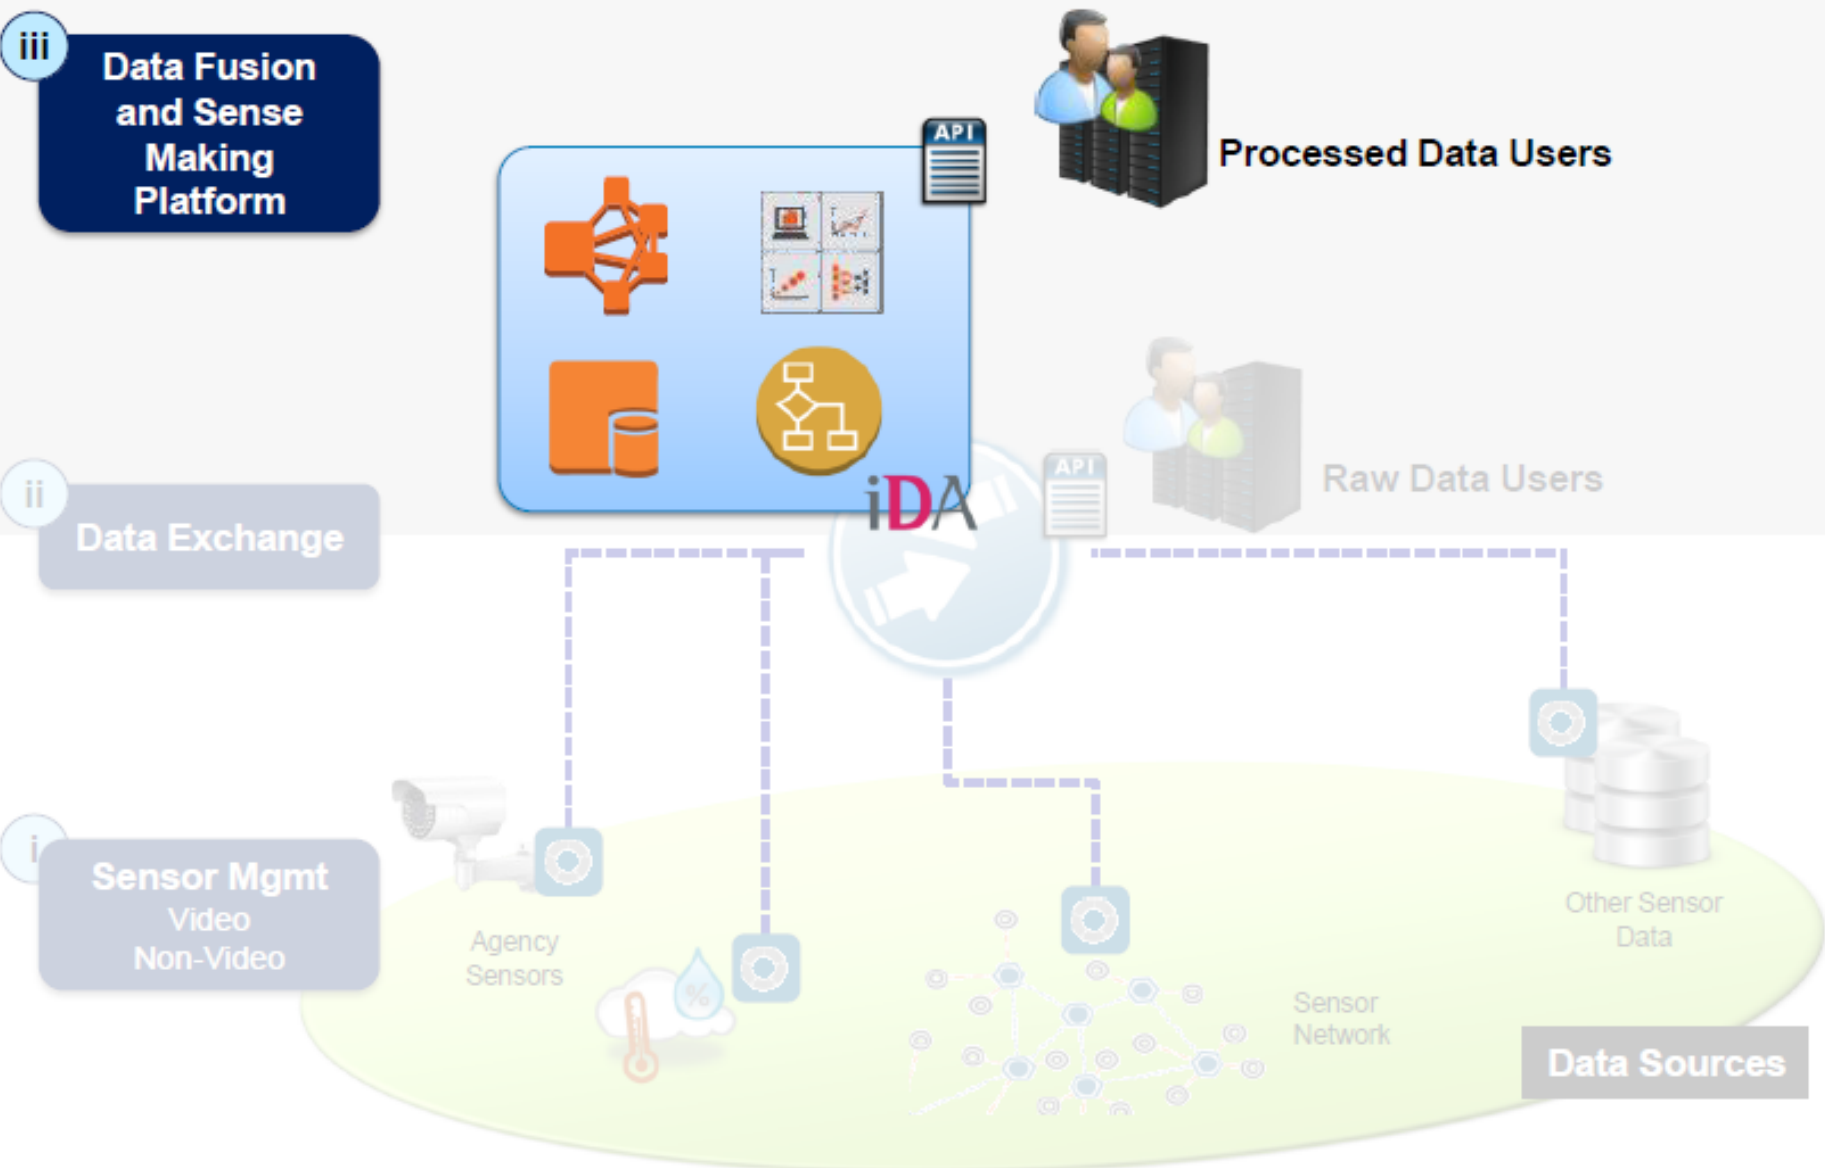 iii
Data Fusion
and Sense
Making
Platform
API
Processed Data Users
ii
Data Exchange
iDA
API
Raw Data Users
i
Sensor Mgmt
Video
Non-Video
Agency
Sensors
%
Sensor
Network
Other Sensor
Data
Data Sources